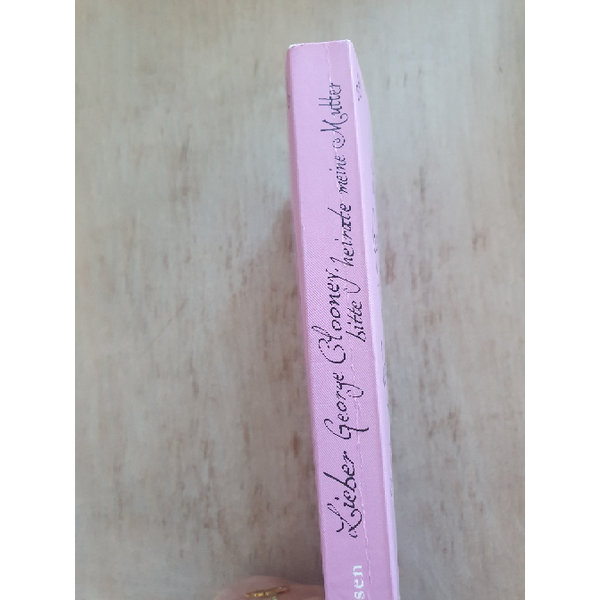 Lieber George Clooney,
bitte heirate meine Mutter
sen